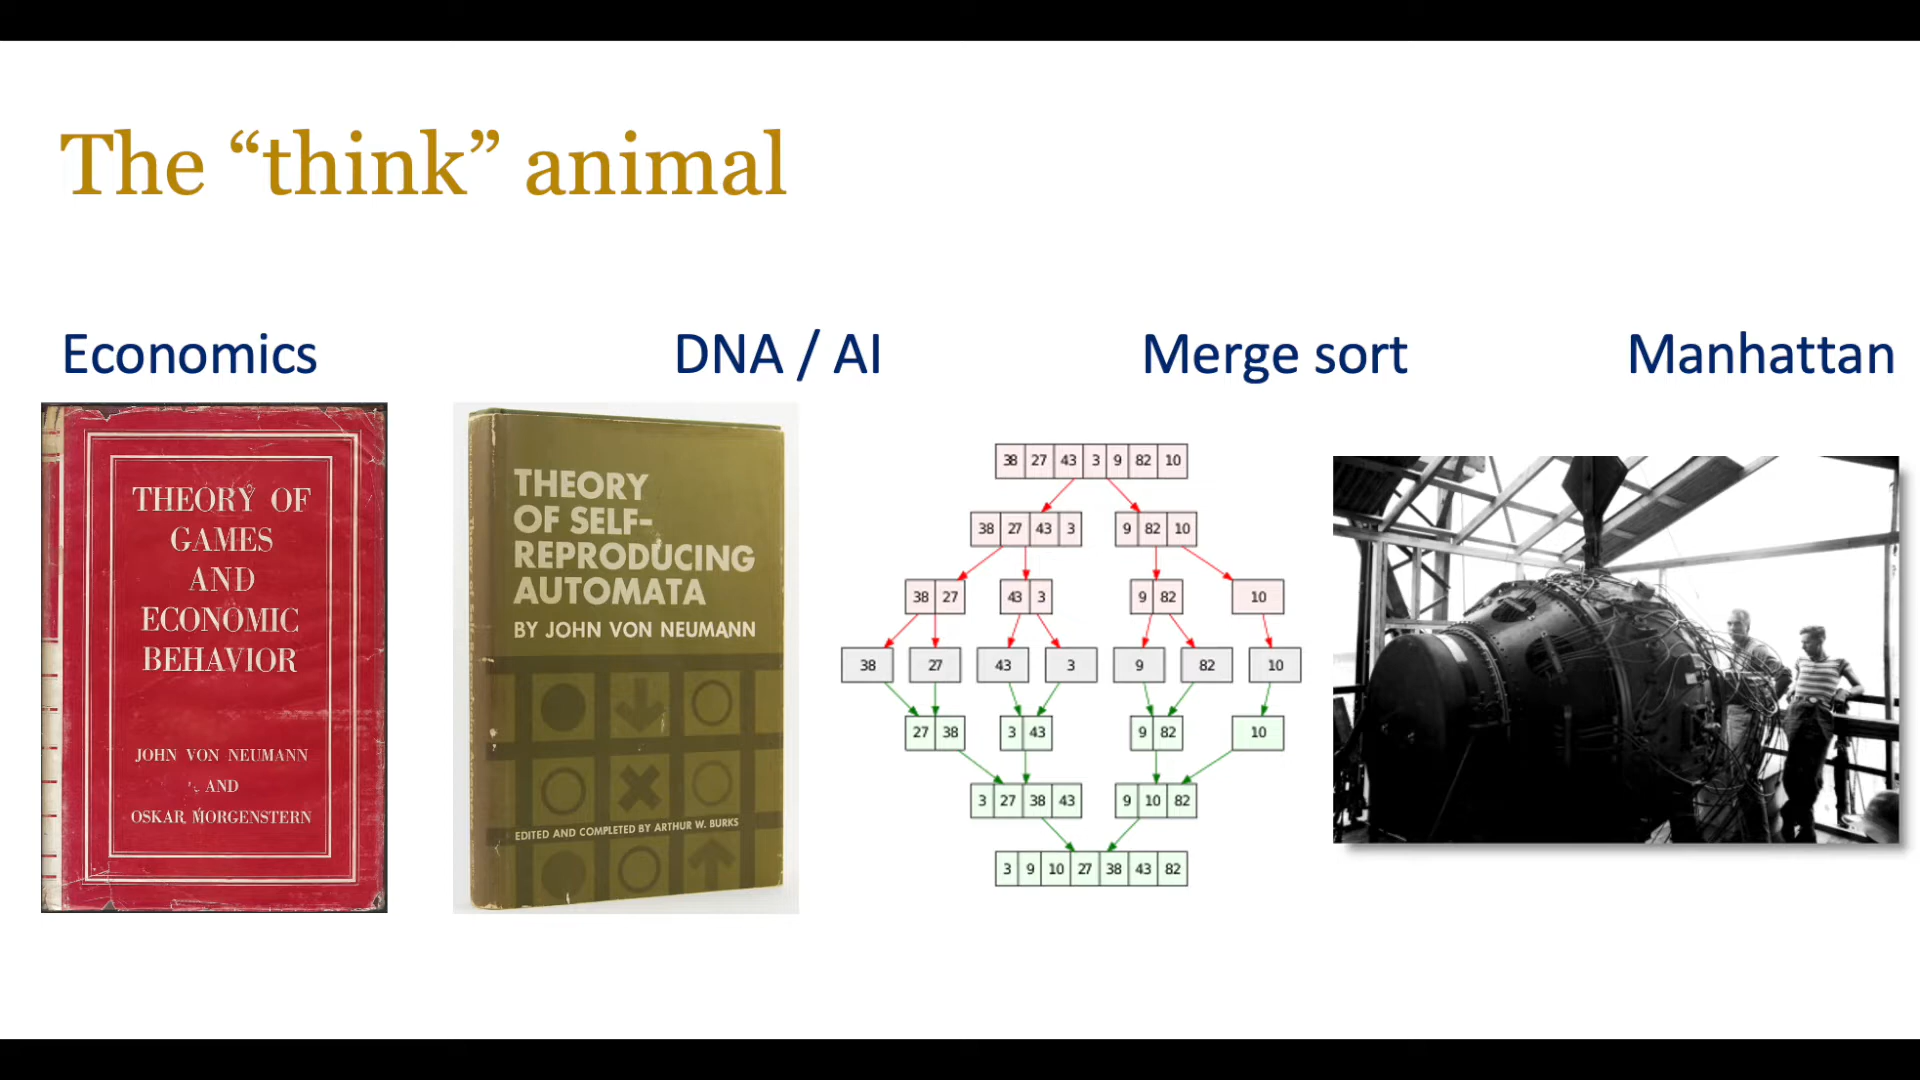 The “think” animal
Economics
DNA / AI
Merge sort
Manhattan
THEORY OF
GAMES
AND
ECONOMIC
BEHAVIOR
JOHN VON NEUMANN
AND
OSKAR MORGENSTERN
THEORY
OF SELF-
REPRODUCING
AUTOMATA
BY JOHN VON NEUMANN
EDITED AND COMPLETED BY ARTHUR W. BURKS
38 27 43 3 9 82 10
38 27 43 3
9 82 10
38 27
43 3
9 82
10
38
27
43
3
9
82
10
27 38
3 43
9 82
10
3 27 38 43
9 10 82
3 9 10 27 38 43 82